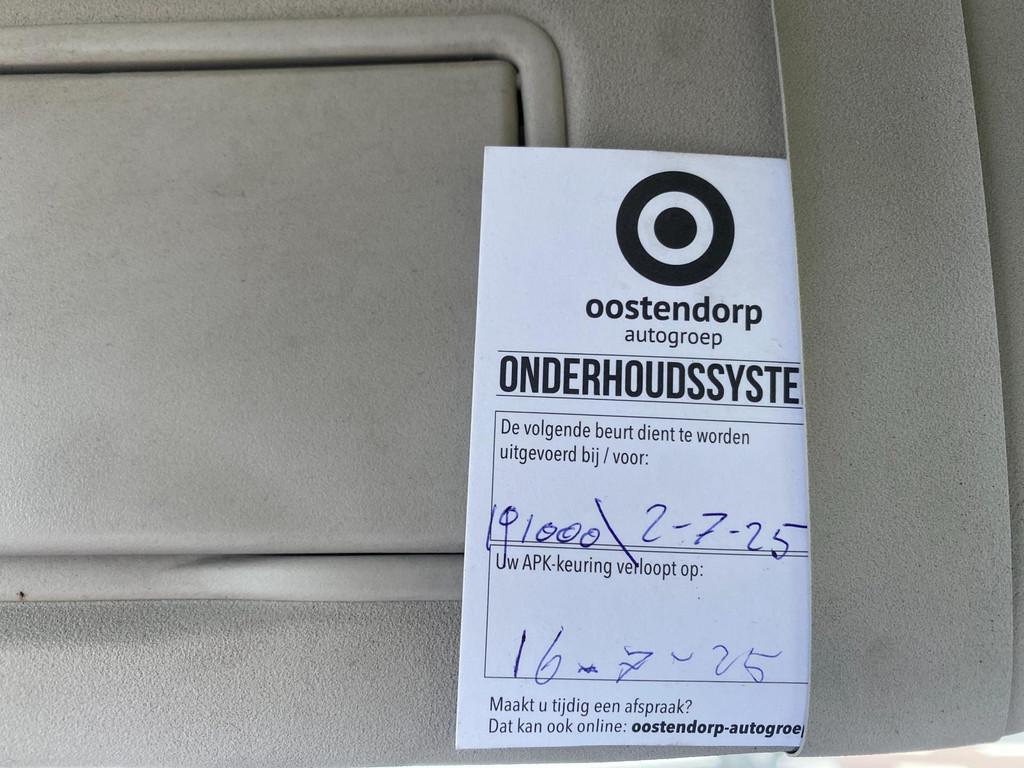 oostendorp
autogroep
ONDERHOUDSSYSTE
De volgende beurt dient te worden
uitgevoerd bij / voor:
191000 \ 2-7-25
Uw APK-keuring verloopt op:
16-7-25
Maakt u tijdig een afspraak?
Dat kan ook online: oostendorp-autogroep